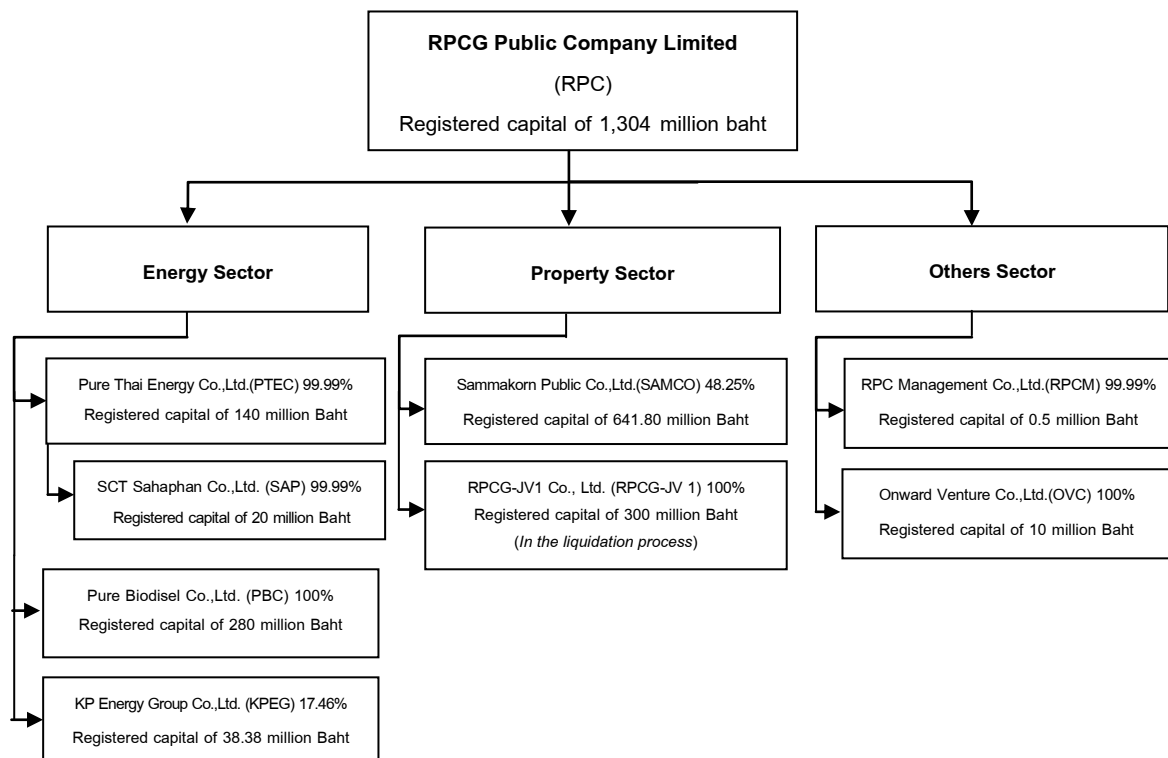 RPCG Public Company Limited
(RPC)
Registered capital of 1,304 million baht
Energy Sector
Property Sector
Others Sector
Pure Thai Energy Co.,Ltd.(PTEC) 99.99%
Registered capital of 140 million Baht
SCT Sahaphan Co.,Ltd. (SAP) 99.99%
Registered capital of 20 million Baht
Pure Biodisel Co.,Ltd. (PBC) 100%
Registered capital of 280 million Baht
KP Energy Group Co.,Ltd. (KPEG) 17.46%
Registered capital of 38.38 million Baht
Sammakorn Public Co.,Ltd.(SAMCO) 48.25%
Registered capital of 641.80 million Baht
RPCG-JV1 Co., Ltd. (RPCG-JV 1) 100%
Registered capital of 300 million Baht
(In the liquidation process)
RPC Management Co.,Ltd.(RPCM) 99.99%
Registered capital of 0.5 million Baht
Onward Venture Co.,Ltd.(OVC) 100%
Registered capital of 10 million Baht